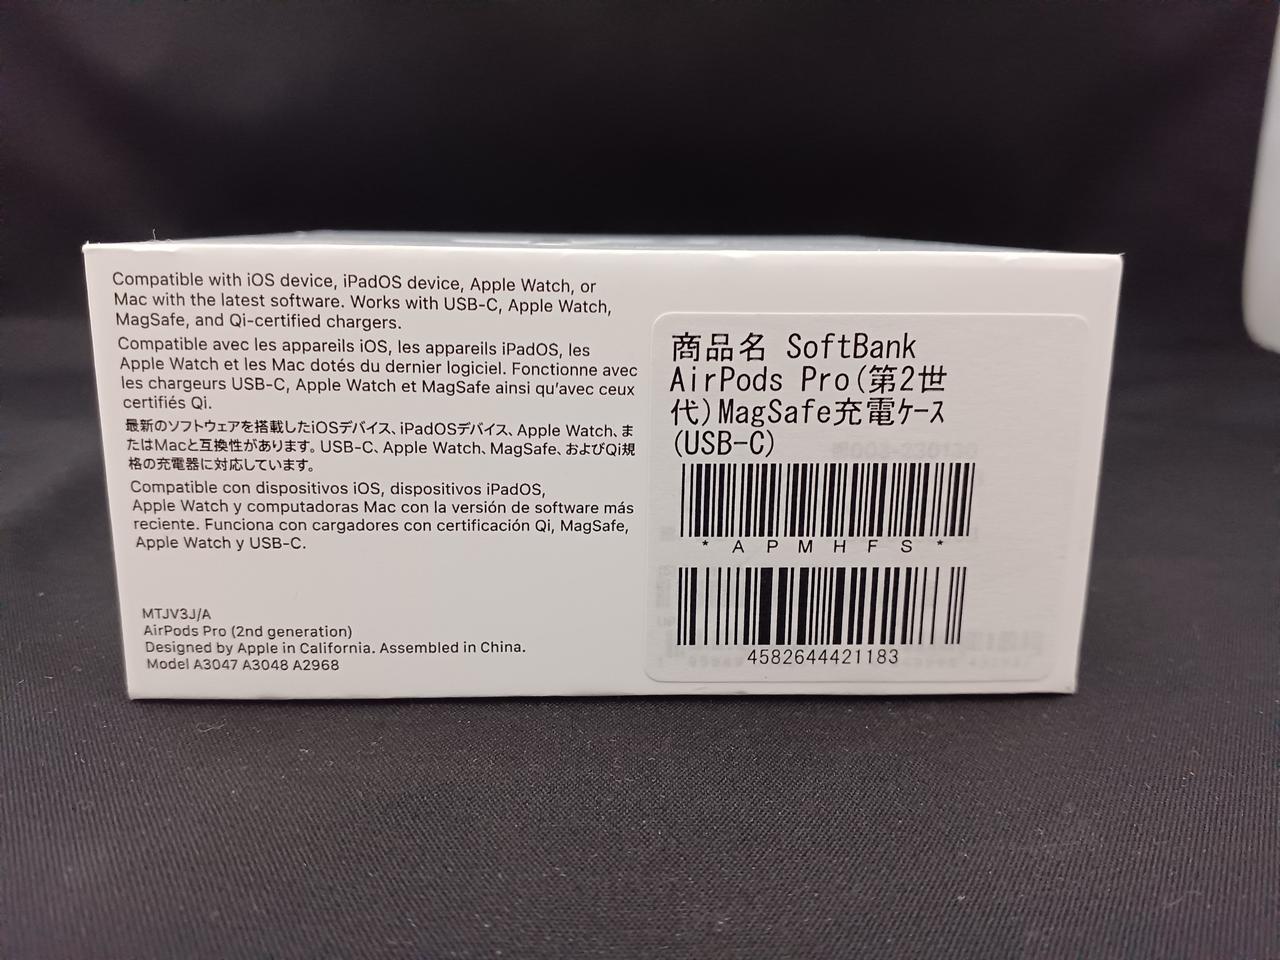 Compatible with iOS device, iPadOS device, Apple Watch, or
Mac with the latest software. Works with USB-C, Apple Watch,
MagSafe, and Qi-certified chargers.
Compatible avec les appareils iOS, les appareils iPadOS, les
Apple Watch et les Mac dotés du dernier logiciel. Fonctionne avec
les chargeurs USB-C, Apple Watch et MagSafe ainsi qu'avec ceux
certifiés Qi.
最新のソフトウェアを搭載したiOSデバイス、iPadOSデバイス、Apple Watch、ま
たはMacと互換性があります。USB-C、Apple Watch、MagSafe、およびQi規
格の充電器に対応しています。
Compatible con dispositivos iOS, dispositivos iPadOS,
Apple Watch y computadoras Mac con la versión de software más
reciente. Funciona con cargadores con certificación Qi, MagSafe,
Apple Watch y USB-C.
MTJV3J/A
AirPods Pro (2nd generation)
Designed by Apple in California. Assembled in China.
Model A3047 A3048 A2968
商品名 SoftBank
AirPods Pro(第2世
代)MagSafe充電ケース
(USB-C)
*APMHFS*
4582644421183